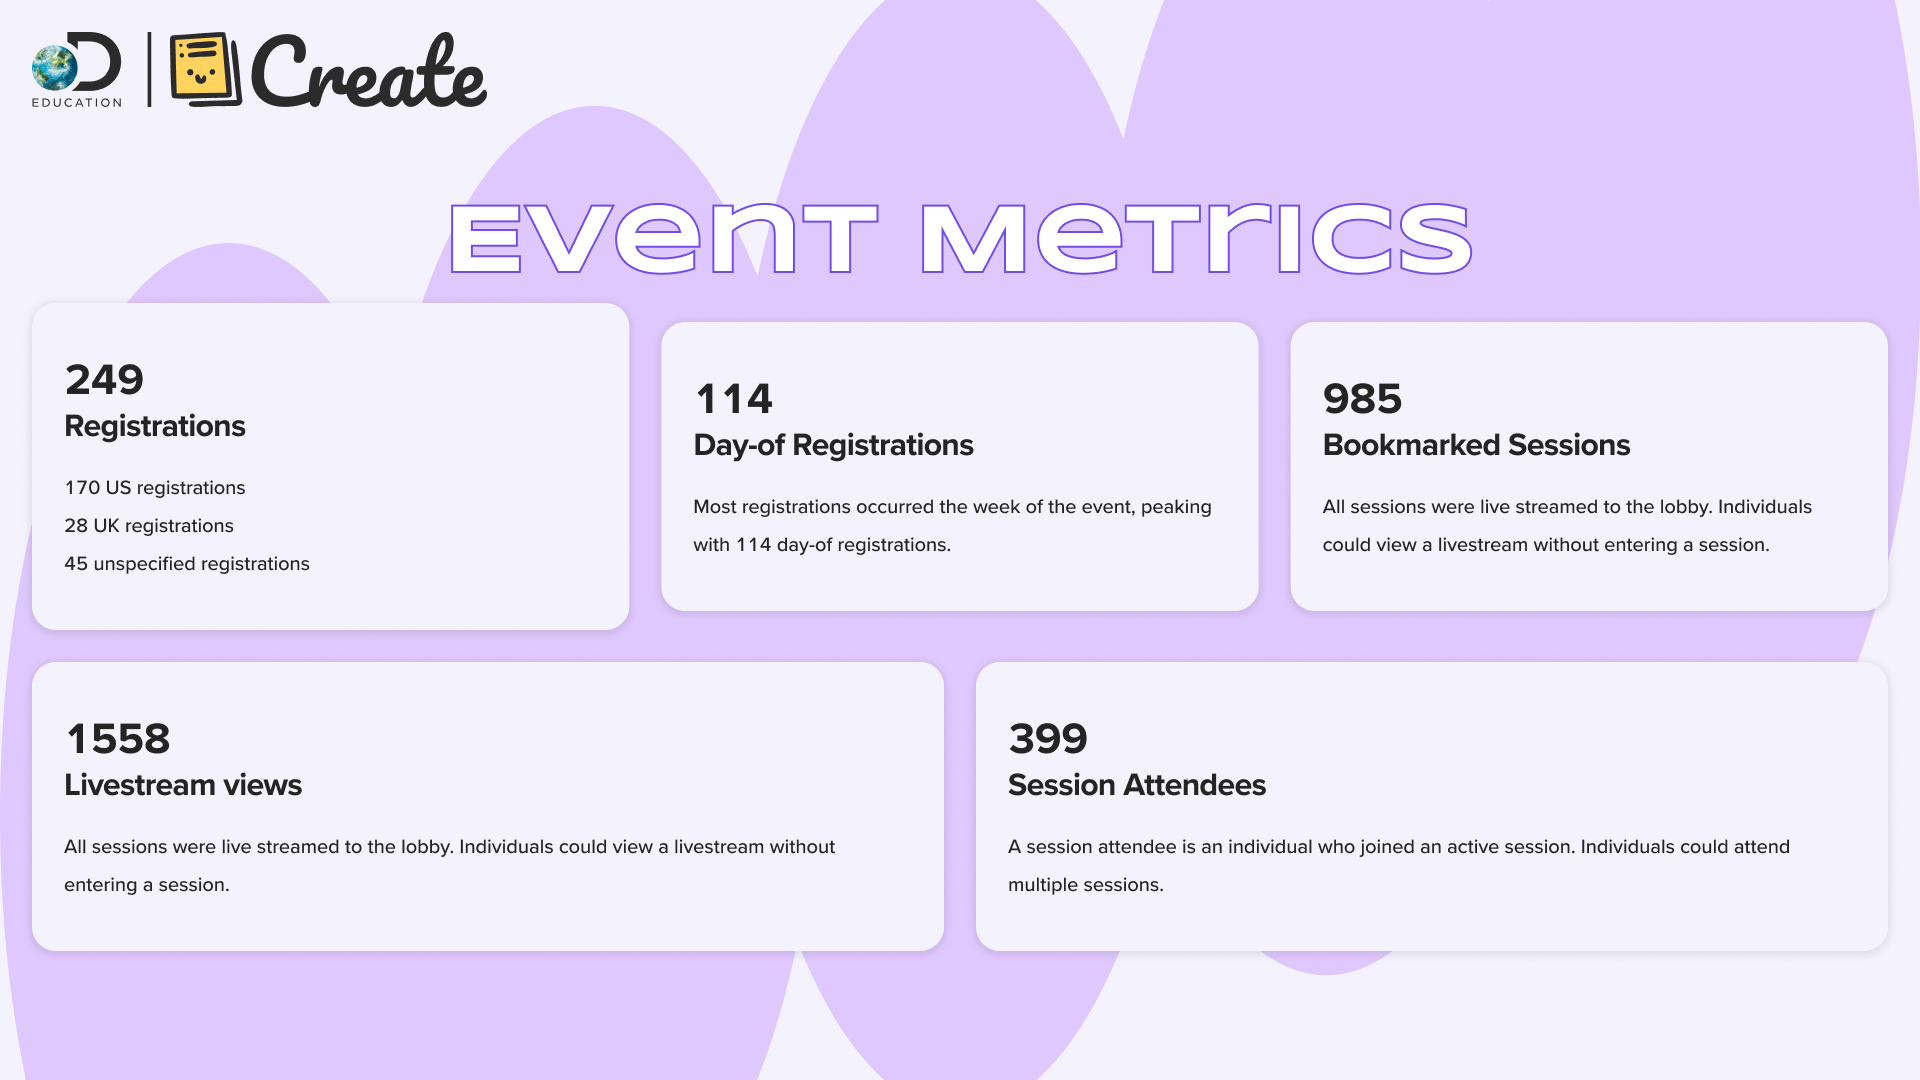 EDUCATION
Create
EVenT MeTrICS
249
Registrations
170 US registrations
28 UK registrations
45 unspecified registrations
114
Day-of Registrations
Most registrations occurred the week of the event, peaking
with 114 day-of registrations.
985
Bookmarked Sessions
All sessions were live streamed to the lobby. Individuals
could view a livestream without entering a session.
1558
Livestream views
All sessions were live streamed to the lobby. Individuals could view a livestream without
entering a session.
399
Session Attendees
A session attendee is an individual who joined an active session. Individuals could attend
multiple sessions.